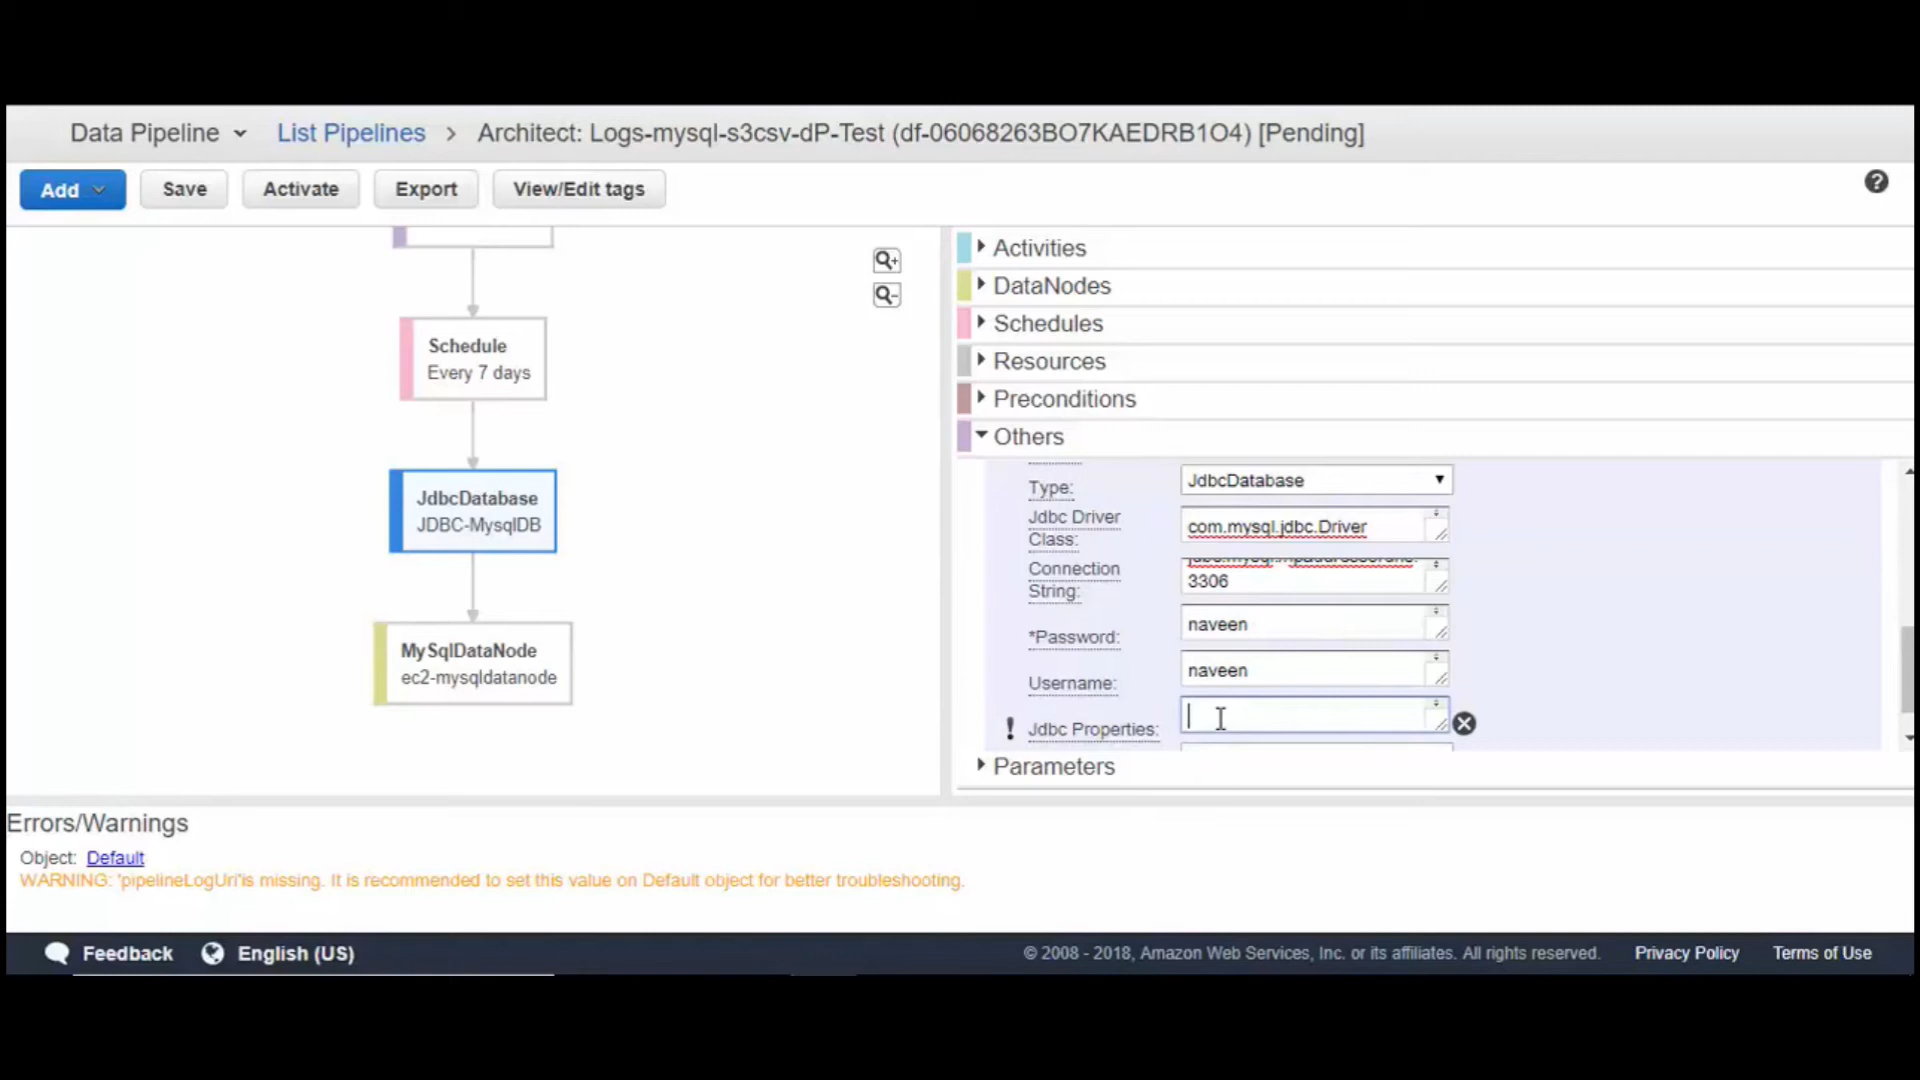 Data Pipeline List Pipelines > Architect: Logs-mysql-s3csv-dP-Test (df-06068263BO7KAEDRB1O4) [Pending]
Add Save Activate Export View/Edit tags
Schedule
Every 7 days
JdbcDatabase
JDBC-MysqlDB
MySqlDataNode
ec2-mysqldatanode
Activities
DataNodes
Schedules
Resources
Preconditions
Others
Type: JdbcDatabase
Jdbc Driver
Class: com.mysql.jdbc.Driver
Connection
String: 3306
*Password: naveen
Username: naveen
! Jdbc Properties:
Parameters
Errors/Warnings
Object: Default
WARNING: 'pipelineLogUri'is missing. It is recommended to set this value on Default object for better troubleshooting.
Feedback English (US) © 2008 - 2018, Amazon Web Services, Inc. or its affiliates. All rights reserved. Privacy Policy Terms of Use